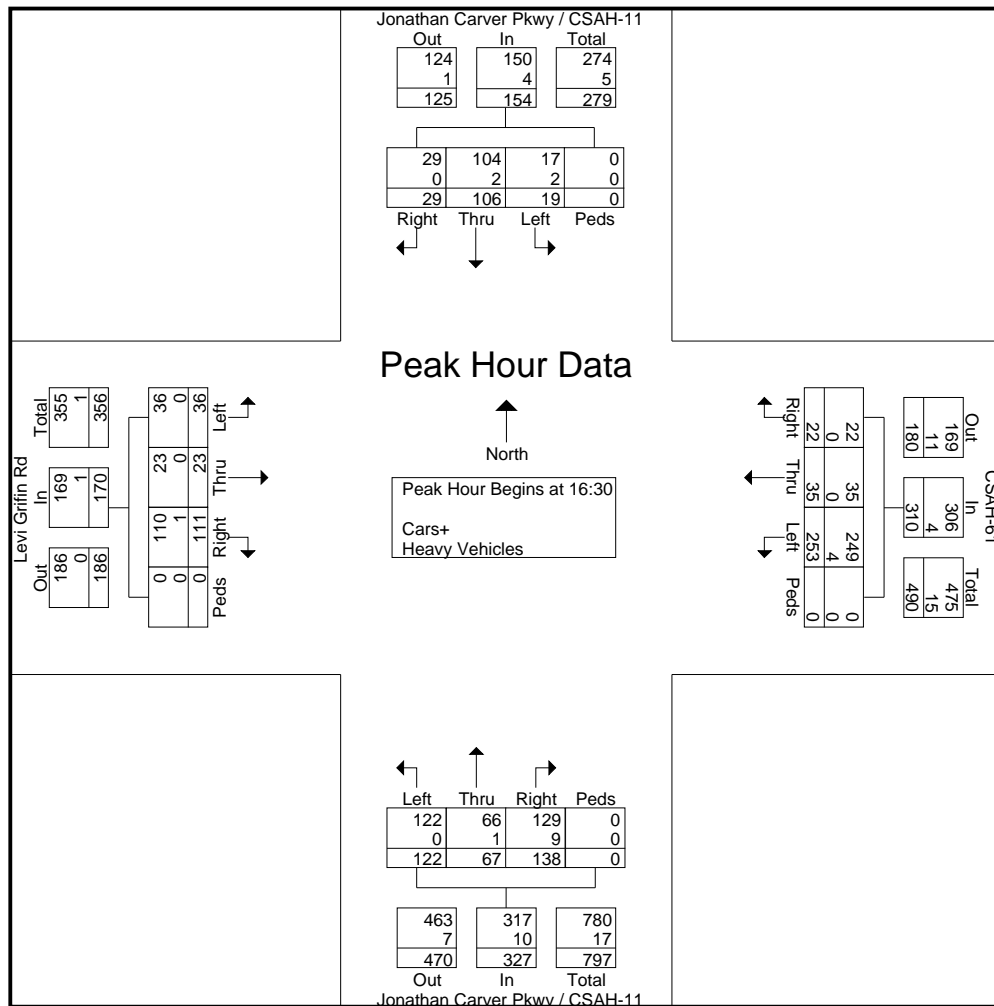 Jonathan Carver Pkwy / CSAH-11
Out In Total
124 150 274
1 4 5
125 154 279
29 104 17 0
0 2 2 0
29 106 19 0
Right Thru Left Peds
Peak Hour Data
North
Peak Hour Begins at 16:30
Cars+
Heavy Vehicles
Levi Grifin Rd
Out In Total
186 169 355
0 1 1
186 170 356
Peds Right Thru Left
0 110 23 36
0 1 0 0
0 111 23 36
CSAH-61
Out In Total
169 306 475
11 4 15
180 310 490
22 35 249 0
0 0 4 0
22 35 253 0
Right Thru Left Peds
Left Thru Right Peds
122 66 129 0
0 1 9 0
122 67 138 0
463 317 780
7 10 17
470 327 797
Out In Total
Jonathan Carver Pkwy / CSAH-11